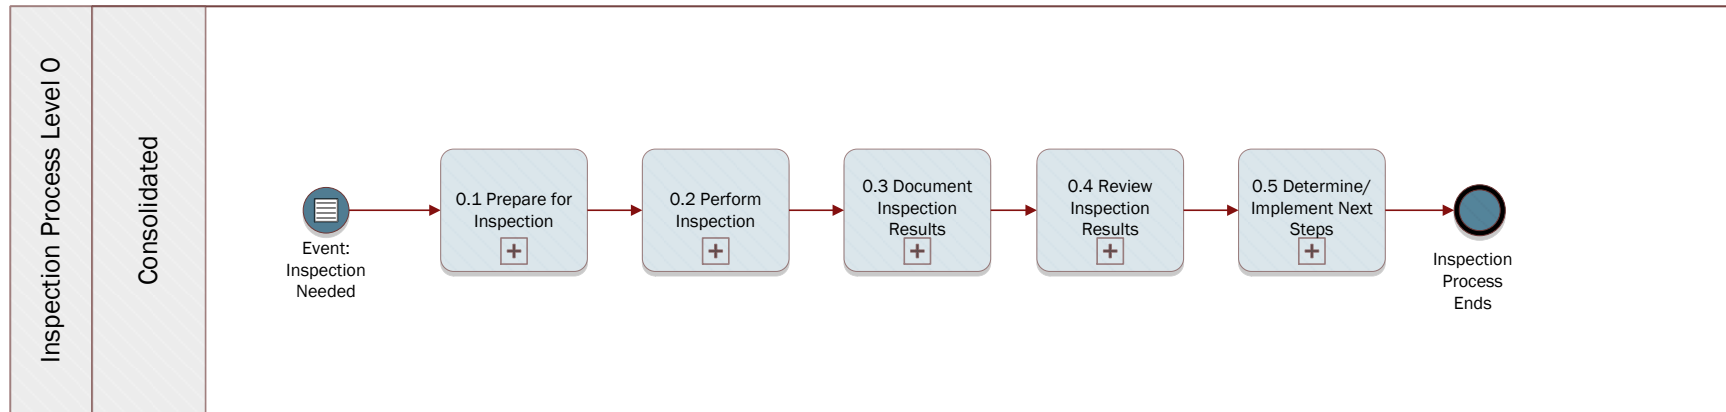 Inspection Process Level 0
Consolidated
Event:
Inspection
Needed
0.1 Prepare for
Inspection
0.2 Perform
Inspection
0.3 Document
Inspection
Results
0.4 Review
Inspection
Results
0.5 Determine/
Implement Next
Steps
Inspection
Process
Ends